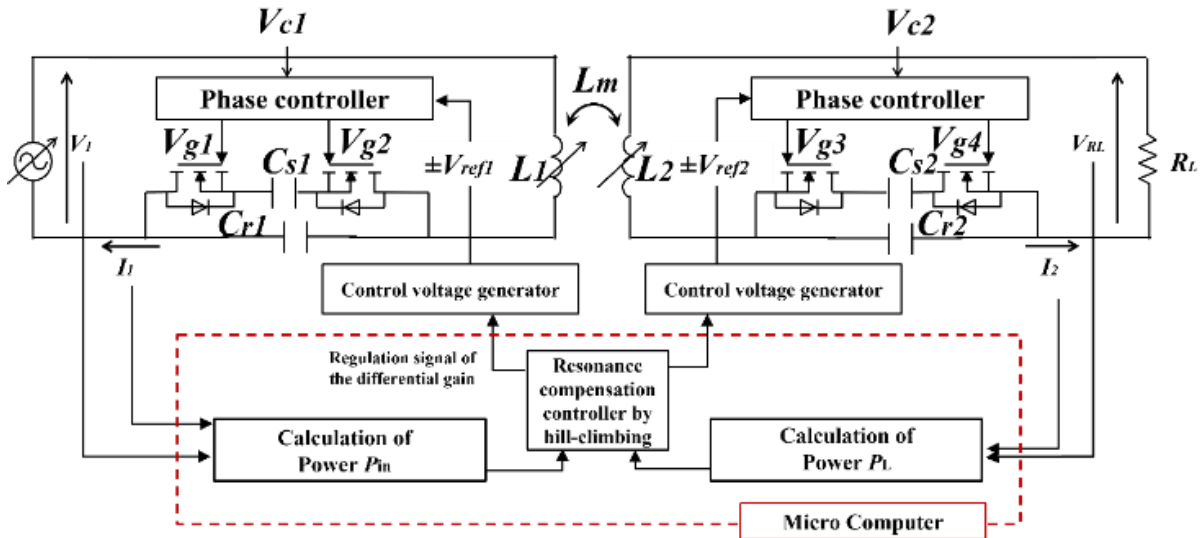 Vc1
Vc2
Phase controller
Lm
Phase controller
V1
Vg1
Vg2
Cs1
±Vref1
L1
L2
±Vref2
Vg3
Vg4
Cs2
VRL
RL
Cr1
Cr2
I1
I2
Control voltage generator
Control voltage generator
Regulation signal of
the differential gain
Resonance
compensation
controller by
hill-climbing
Calculation of
Power Pin
Calculation of
Power PL
Micro Computer